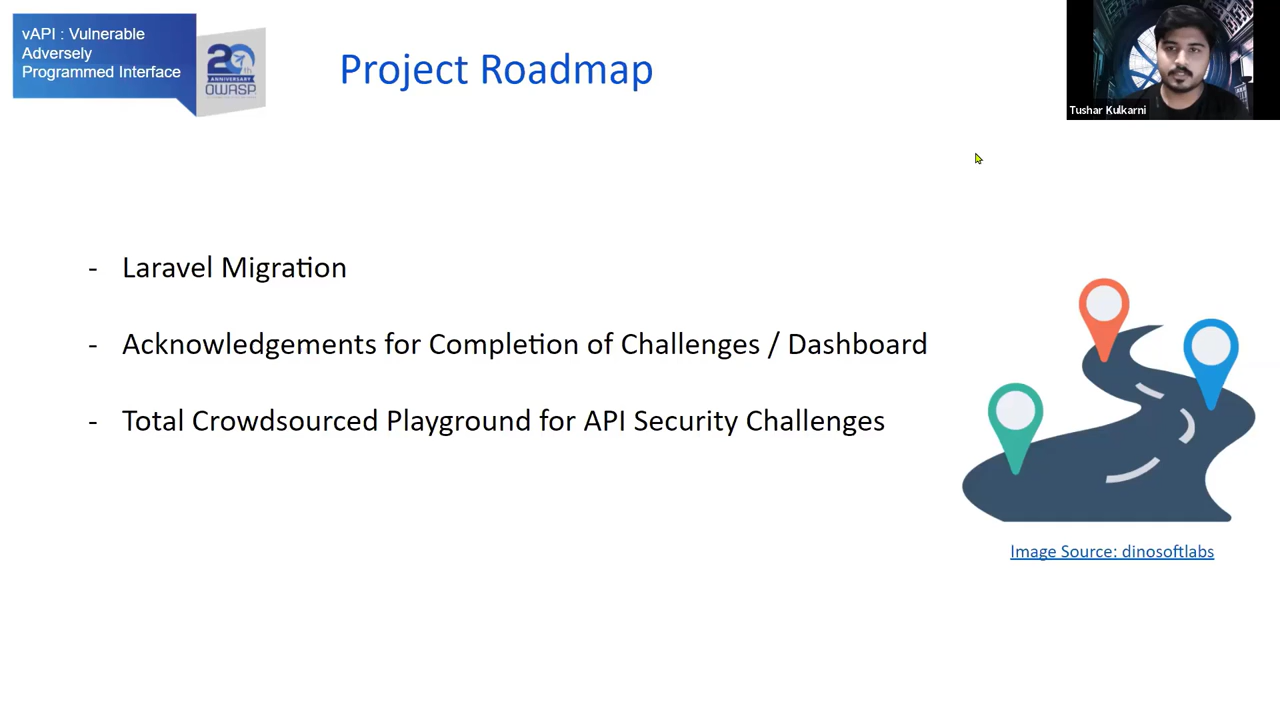 vAPI : Vulnerable
Adversely
Programmed Interface
20th
ANNIVERSARY
OWASP
Project Roadmap
Tushar Kulkarni
- Laravel Migration
- Acknowledgements for Completion of Challenges / Dashboard
- Total Crowdsourced Playground for API Security Challenges
Image Source: dinosoftlabs